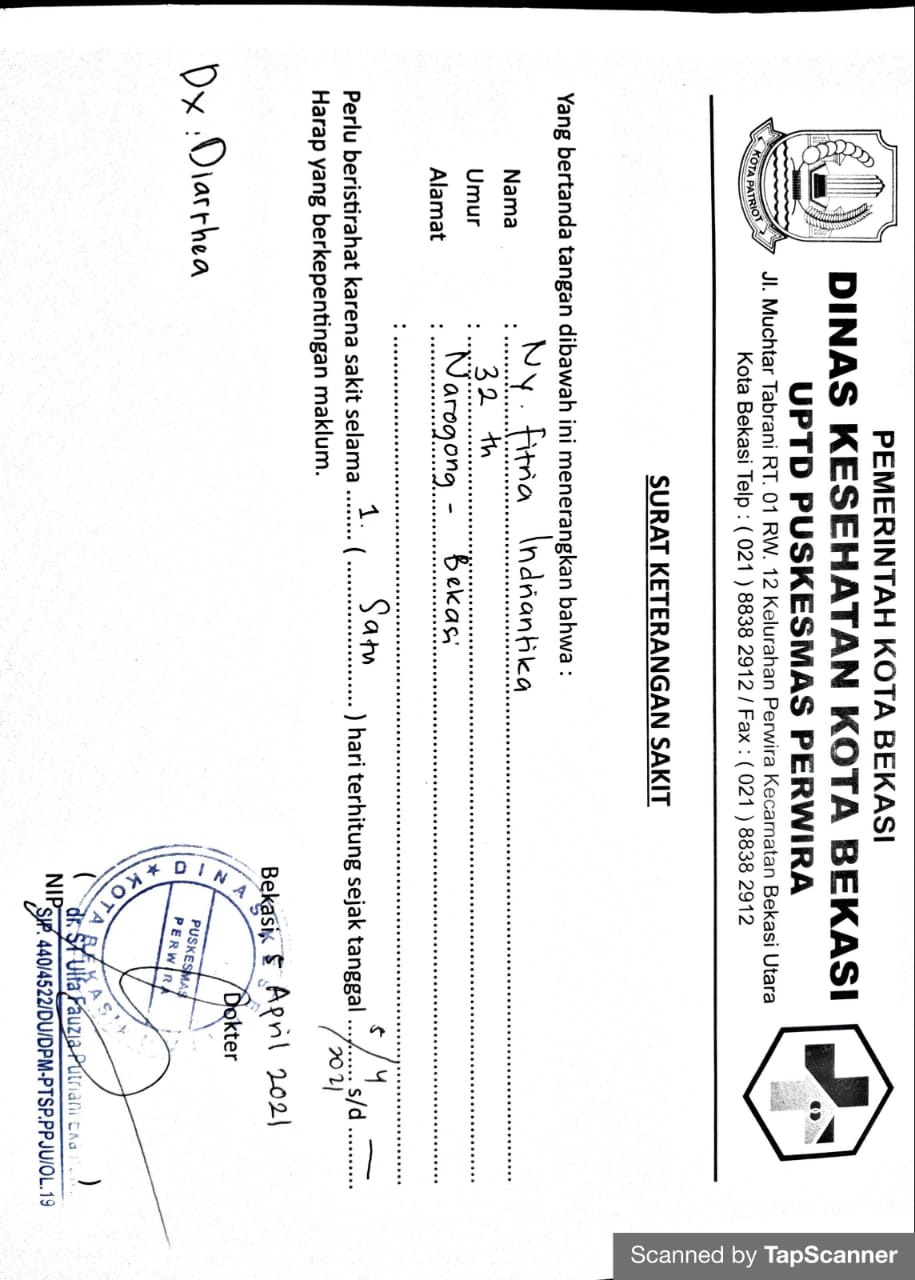 PEMERINTAH KOTA BEKASI
DINAS KESEHATAN KOTA BEKASI
UPTD PUSKESMAS PERWIRA
Jl. Muchtar Tabrani RT. 01 RW. 12 Kelurahan Perwira Kecamatan Bekasi Utara
Kota Bekasi Telp : ( 021 ) 8838 2912 / Fax : ( 021 ) 8838 2912
KOTA PATRIOT
SURAT KETERANGAN SAKIT
Yang bertanda tangan dibawah ini menerangkan bahwa :
Nama : Ny. Fitria Indriantika
Umur : 32 th
Alamat : Narogong - Bekasi
:
Perlu beristirahat karena sakit selama 1. ( Satu ) hari terhitung sejak tanggal 5/4/2021 s/d —
Harap yang berkepentingan maklum.
Bekasi, 5 April 2021
Dokter
Dx : Diarrhea
DINAS KES
PUSKESMAS
PERWIRA
KOTA BEKASI
( dr. Sr Ulfa Fauzia Putriani )
NIP
SIP. 440/4522/DU/DPM-PTSP.PPJU/OL.19
Scanned by TapScanner